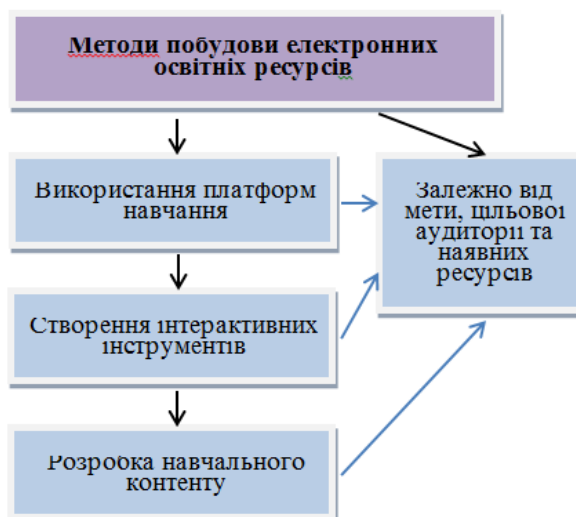 Методи побудови електронних
освітніх ресурсів
Використання платформ
навчання
Залежно від
мети, цільової
аудиторії та
наявних
ресурсів
Створення інтерактивних
інструментів
Розробка навчального
контенту